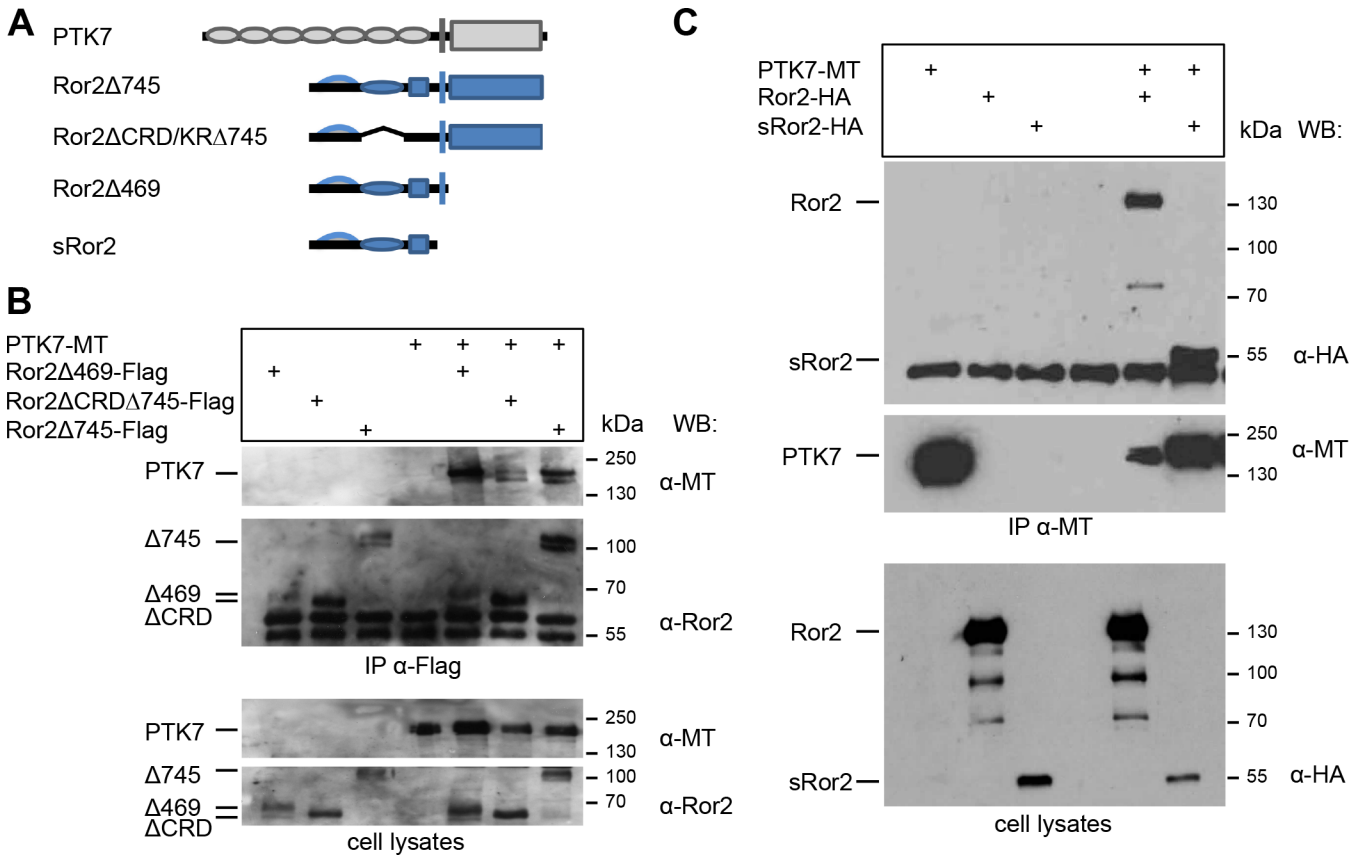 A
PTK7
Ror2Δ745
Ror2ΔCRD/KRΔ745
Ror2Δ469
sRor2
B
PTK7-MT + + + +
Ror2Δ469-Flag + +
Ror2ΔCRDΔ745-Flag + +
Ror2Δ745-Flag + +
kDa WB:
PTK7
250
130
α-MT
Δ745
Δ469
ΔCRD
100
70
55
α-Ror2
IP α-Flag
PTK7
250
130
α-MT
Δ745
Δ469
ΔCRD
100
70
α-Ror2
cell lysates
C
PTK7-MT + + +
Ror2-HA + +
sRor2-HA + +
kDa WB:
Ror2
sRor2
130
100
70
55
α-HA
PTK7
250
130
α-MT
IP α-MT
Ror2
sRor2
130
100
70
55
α-HA
cell lysates